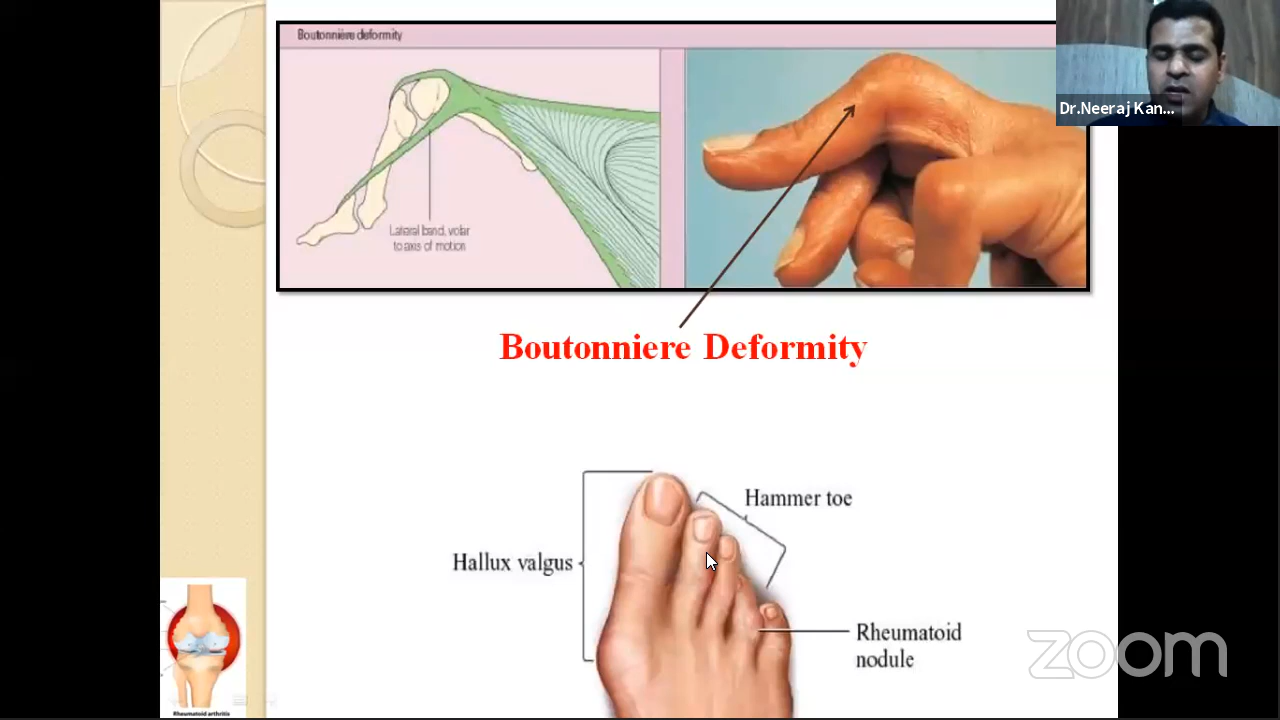 Boutonnière deformity
Dr.Neeraj Kan...
Lateral band, volar
to axis of motion
Boutonniere Deformity
Hammer toe
Hallux valgus
Rheumatoid
nodule
zoom
Rheumatoid arthritis